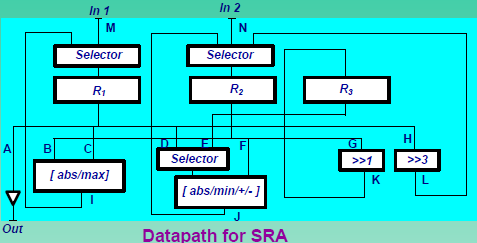 In 1 In 2
M N
Selector Selector
R1 R2 R3
A B C D E F G H
[ abs/max] Selector >>1 >>3
[ abs/min/+/- ]
I K L
J
Out
Datapath for SRA